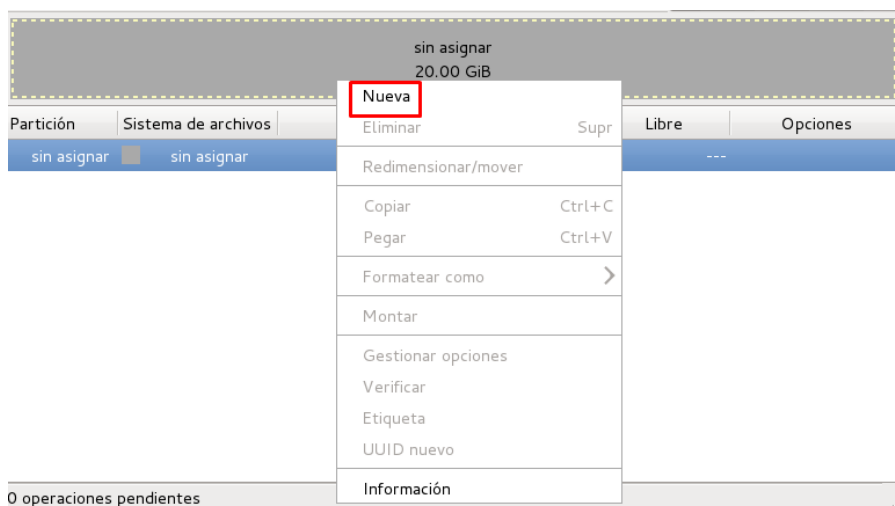 sin asignar
20.00 GiB
Nueva
Partición Sistema de archivos Libre Opciones
Eliminar Supr
sin asignar sin asignar ---
Redimensionar/mover
Copiar Ctrl+C
Pegar Ctrl+V
Formatear como
Montar
Gestionar opciones
Verificar
Etiqueta
UUID nuevo
Información
0 operaciones pendientes